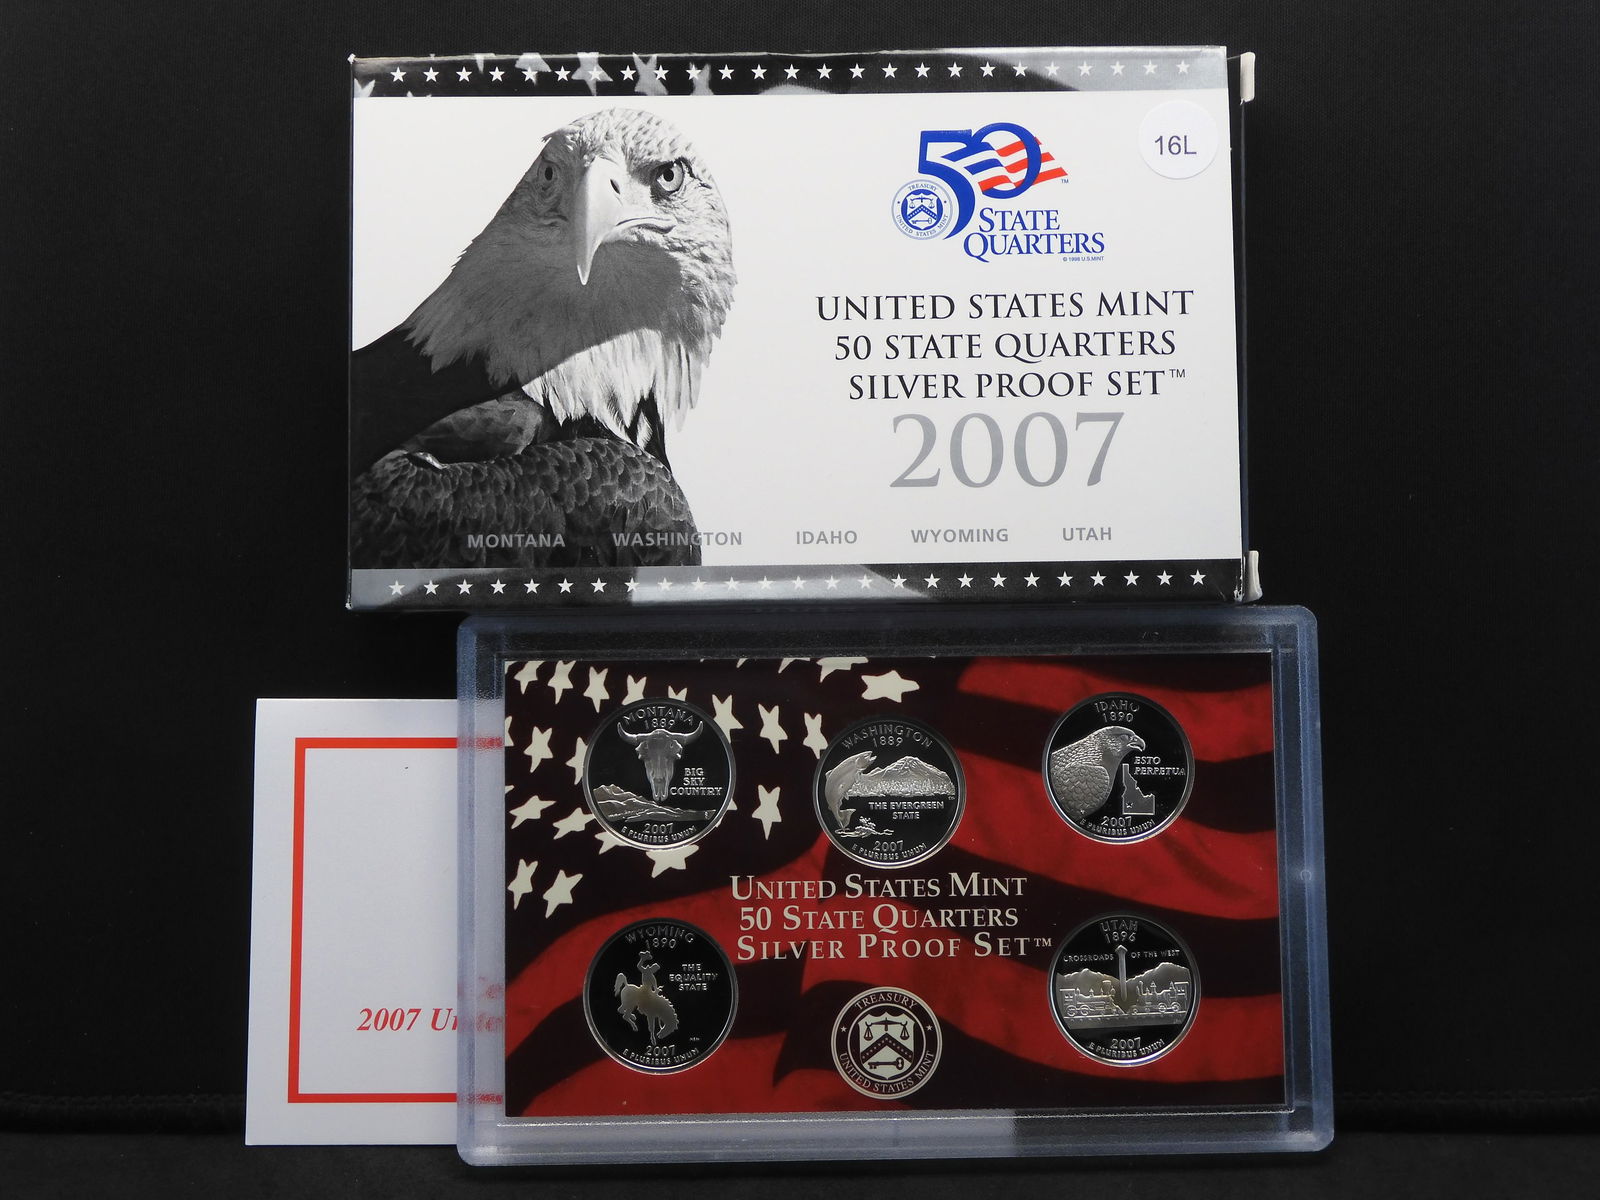 16L
50
STATE
QUARTERS
TM
TREASURY
UNITED STATES MINT
© 1998 U.S. MINT
UNITED STATES MINT
50 STATE QUARTERS
SILVER PROOF SET™
2007
MONTANA WASHINGTON IDAHO WYOMING UTAH
MONTANA
1889
BIG
SKY
COUNTRY
2007
E PLURIBUS UNUM
WASHINGTON
1889
THE EVERGREEN
STATE
2007
E PLURIBUS UNUM
IDAHO
1890
ESTO
PERPETUA
2007
E PLURIBUS UNUM
UNITED STATES MINT
50 STATE QUARTERS
SILVER PROOF SET™
WYOMING
1890
THE
EQUALITY
STATE
2007
E PLURIBUS UNUM
UTAH
1896
CROSSROADS OF THE WEST
2007
E PLURIBUS UNUM
TREASURY
UNITED STATES MINT
2007